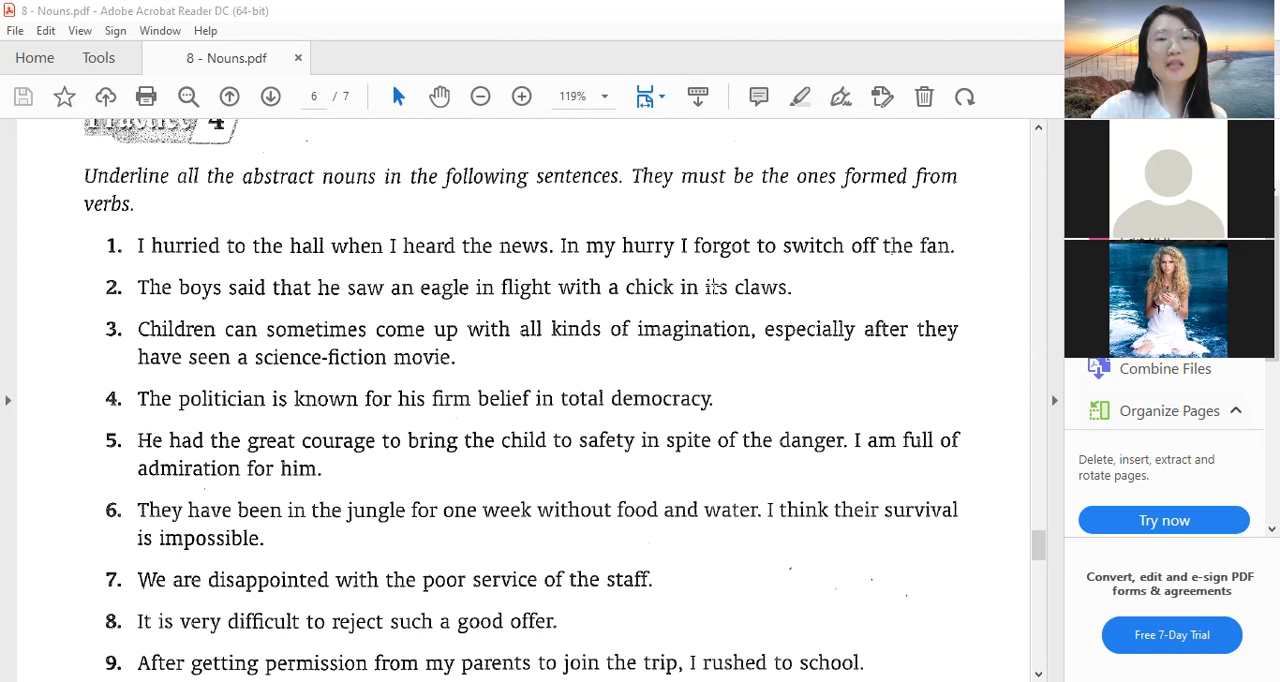 8 - Nouns.pdf - Adobe Acrobat Reader DC (64-bit)
File Edit View Sign Window Help
Home Tools 8 - Nouns.pdf ×
6 / 7 119%
Practice 4
Underline all the abstract nouns in the following sentences. They must be the ones formed from
verbs.
1. I hurried to the hall when I heard the news. In my hurry I forgot to switch off the fan.
2. The boys said that he saw an eagle in flight with a chick in its claws.
3. Children can sometimes come up with all kinds of imagination, especially after they
have seen a science-fiction movie.
4. The politician is known for his firm belief in total democracy.
5. He had the great courage to bring the child to safety in spite of the danger. I am full of
admiration for him.
6. They have been in the jungle for one week without food and water. I think their survival
is impossible.
7. We are disappointed with the poor service of the staff.
8. It is very difficult to reject such a good offer.
9. After getting permission from my parents to join the trip, I rushed to school.
Combine Files
Organize Pages
Delete, insert, extract and
rotate pages.
Try now
Convert, edit and e-sign PDF
forms & agreements
Free 7-Day Trial